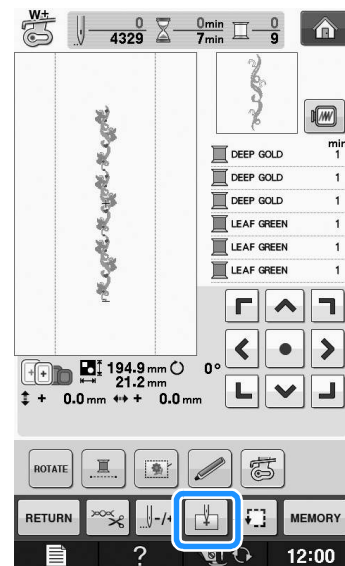 W+
0 0min 0
4329 7min 9
min
DEEP GOLD 1
DEEP GOLD 1
DEEP GOLD 1
LEAF GREEN 1
LEAF GREEN 1
LEAF GREEN 1
194.9 mm 0°
21.2 mm
+ 0.0 mm + 0.0 mm
ROTATE
RETURN -/+ MEMORY
? 12:00